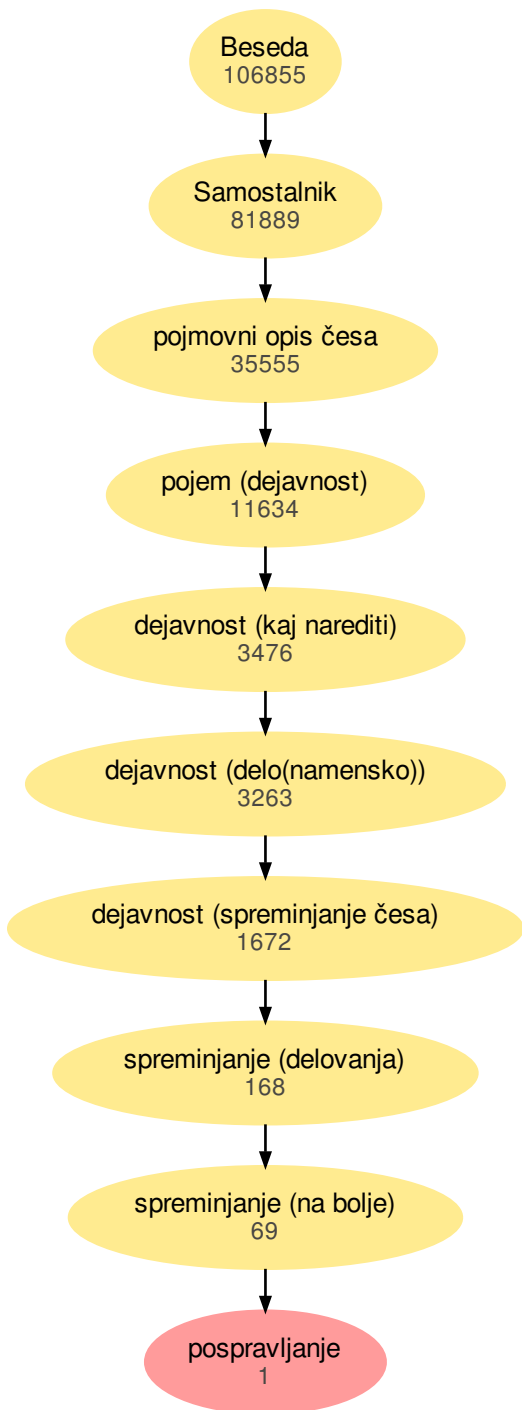 Beseda
106855
Samostalnik
81889
pojmovni opis česa
35555
pojem (dejavnost)
11634
dejavnost (kaj narediti)
3476
dejavnost (delo(namensko))
3263
dejavnost (spreminjanje česa)
1672
spreminjanje (delovanja)
168
spreminjanje (na bolje)
69
pospravljanje
1